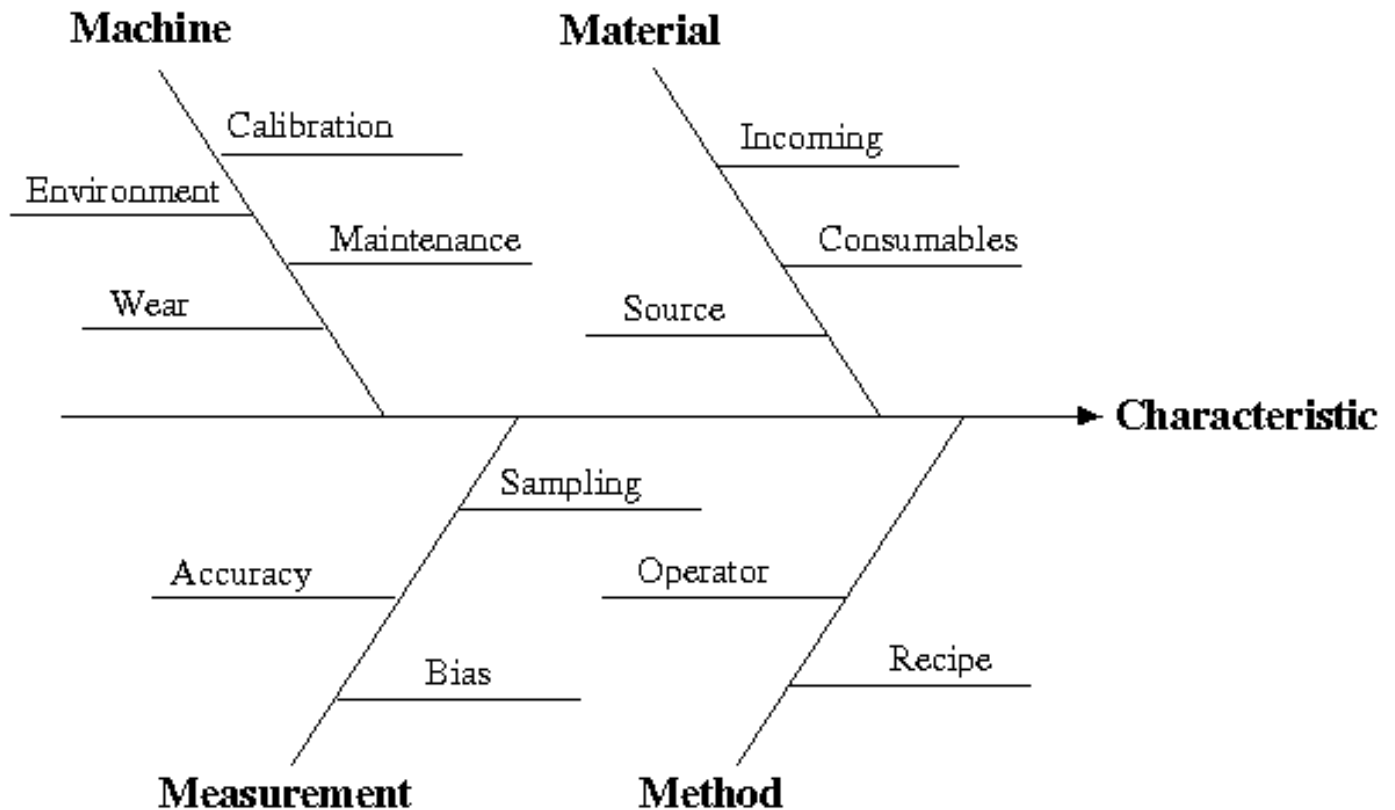 Machine
Material
Calibration
Incoming
Environment
Maintenance
Consumables
Wear
Source
Characteristic
Sampling
Accuracy
Operator
Bias
Recipe
Measurement
Method